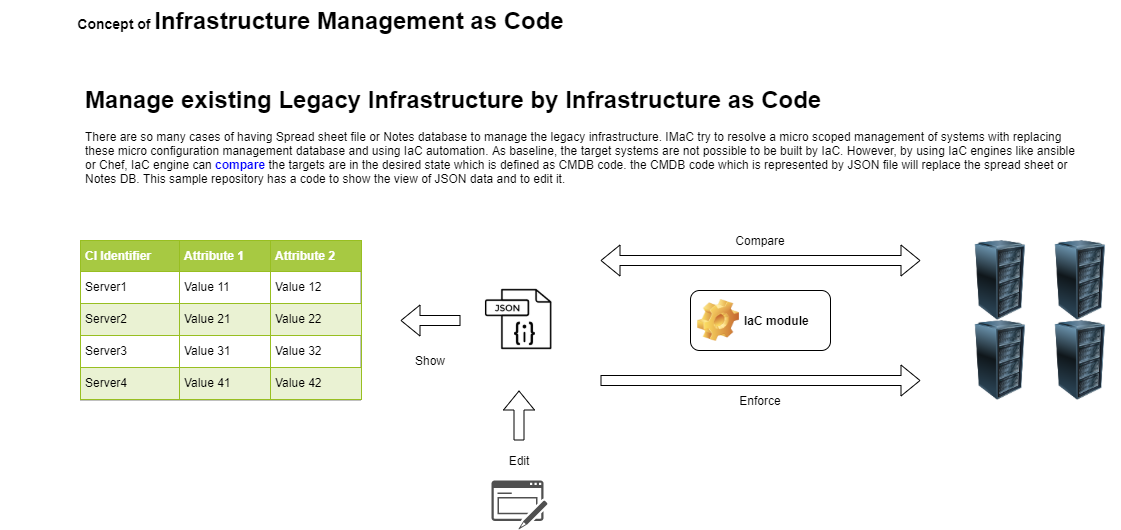 Concept of Infrastructure Management as Code
Manage existing Legacy Infrastructure by Infrastructure as Code
There are so many cases of having Spread sheet file or Notes database to manage the legacy infrastructure. IMaC try to resolve a micro scoped management of systems with replacing
these micro configuration management database and using IaC automation. As baseline, the target systems are not possible to be built by IaC. However, by using IaC engines like ansible
or Chef, IaC engine can compare the targets are in the desired state which is defined as CMDB code. the CMDB code which is represented by JSON file will replace the spread sheet or
Notes DB. This sample repository has a code to show the view of JSON data and to edit it.
CI Identifier Attribute 1 Attribute 2
Server1 Value 11 Value 12
Server2 Value 21 Value 22
Server3 Value 31 Value 32
Server4 Value 41 Value 42
Show
JSON
{i}
Edit
Compare
IaC module
Enforce